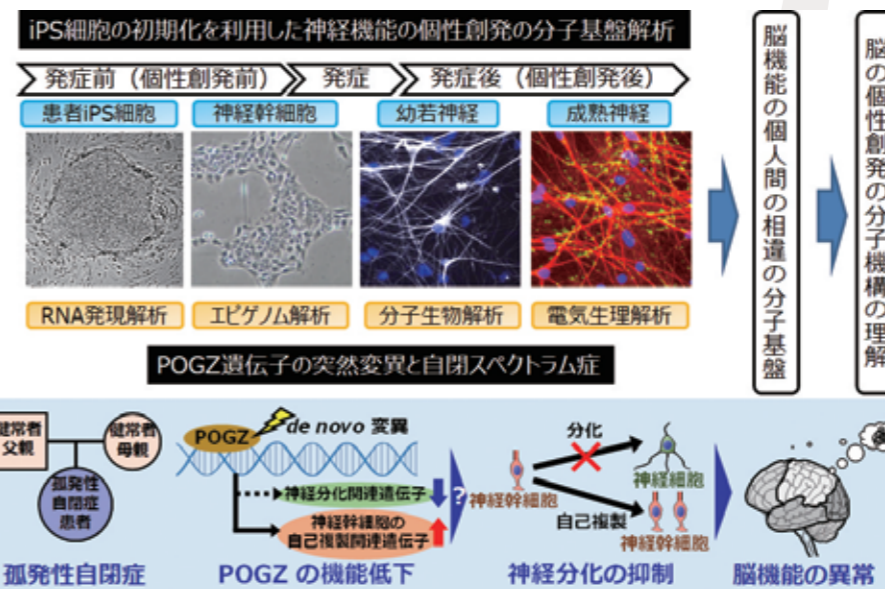 iPS細胞の初期化を利用した神経機能の個性創発の分子基盤解析
発症前（個性創発前）
発症
発症後（個性創発後）
患者iPS細胞
神経幹細胞
幼若神経
成熟神経
RNA発現解析
エピゲノム解析
分子生物解析
電気生理解析
脳機能の個人間の相違の分子基盤
脳の個性創発の分子機構の理解
POGZ遺伝子の突然変異と自閉スペクトラム症
健常者
父親
健常者
母親
孤発性
自閉症
患者
孤発性自閉症
POGZ
de novo 変異
神経分化関連遺伝子
神経幹細胞の
自己複製関連遺伝子
POGZ の機能低下
?
神経幹細胞
分化
神経細胞
自己複製
神経幹細胞
神経分化の抑制
脳機能の異常